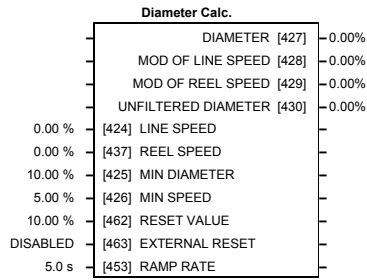 Diameter Calc.
DIAMETER [427] 0.00%
MOD OF LINE SPEED [428] 0.00%
MOD OF REEL SPEED [429] 0.00%
UNFILTERED DIAMETER [430] 0.00%
0.00 % [424] LINE SPEED
0.00 % [437] REEL SPEED
10.00 % [425] MIN DIAMETER
5.00 % [426] MIN SPEED
10.00 % [462] RESET VALUE
DISABLED [463] EXTERNAL RESET
5.0 s [453] RAMP RATE